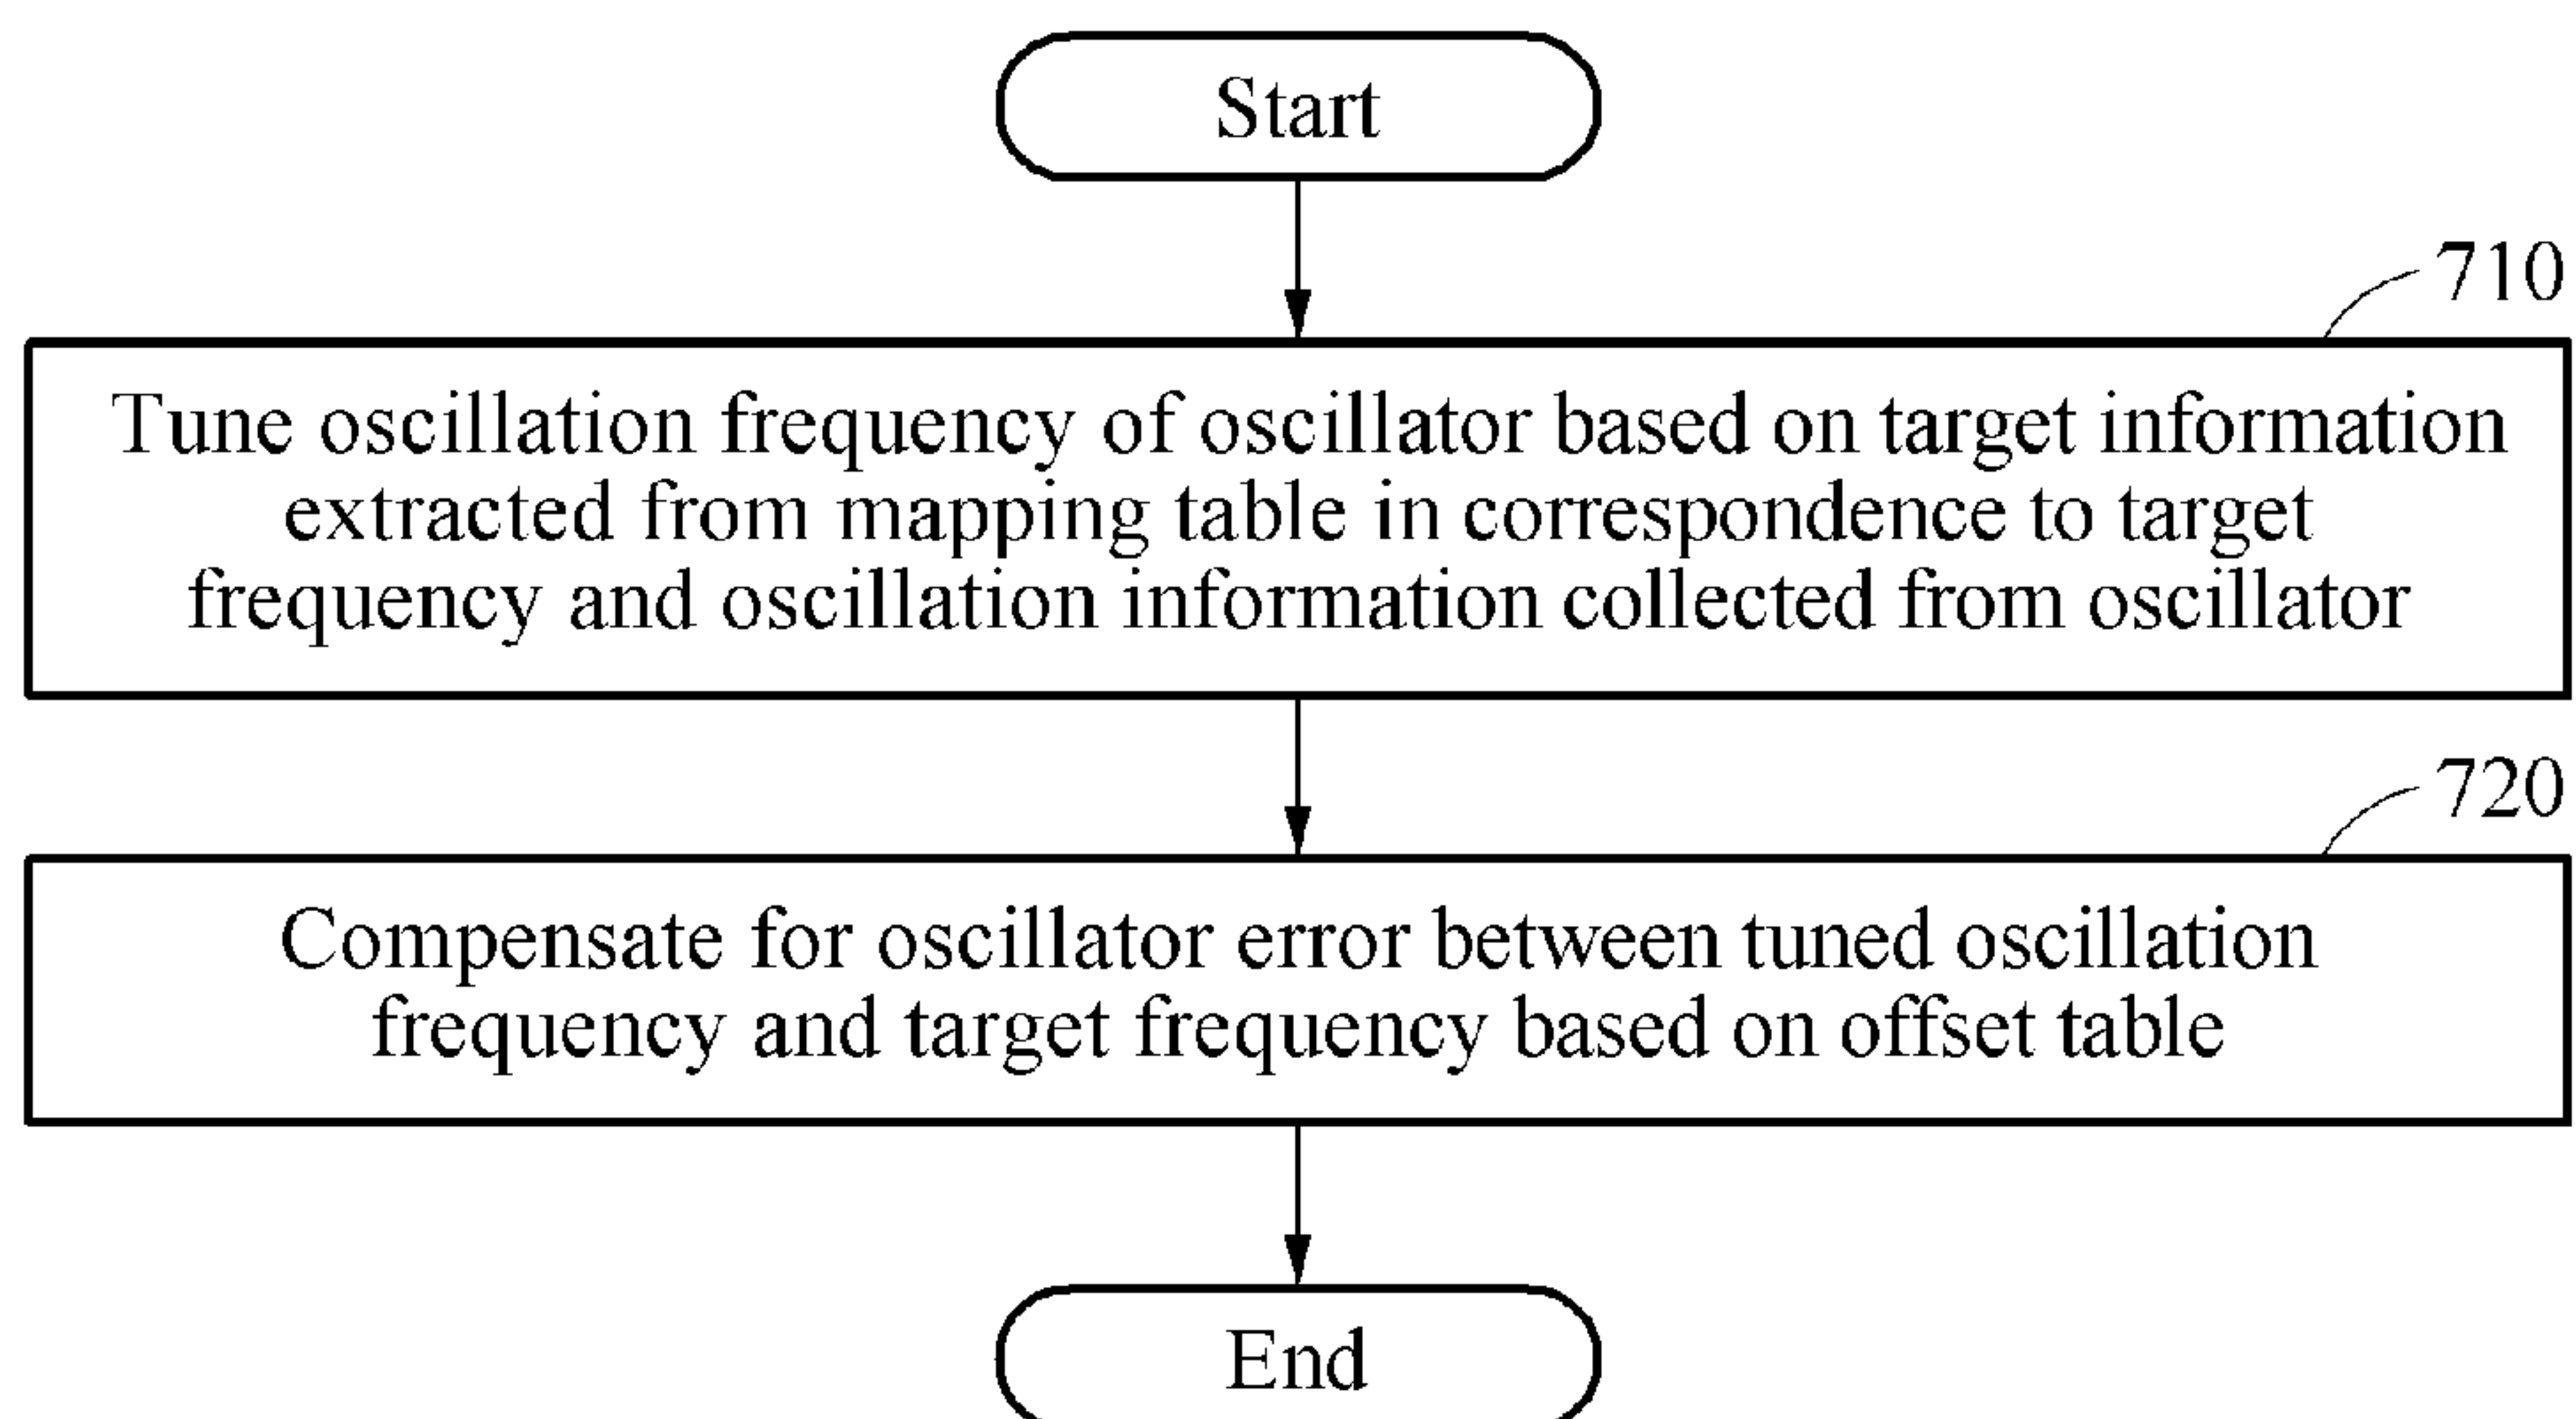 Start
710
Tune oscillation frequency of oscillator based on target information
extracted from mapping table in correspondence to target
frequency and oscillation information collected from oscillator
720
Compensate for oscillator error between tuned oscillation
frequency and target frequency based on offset table
End